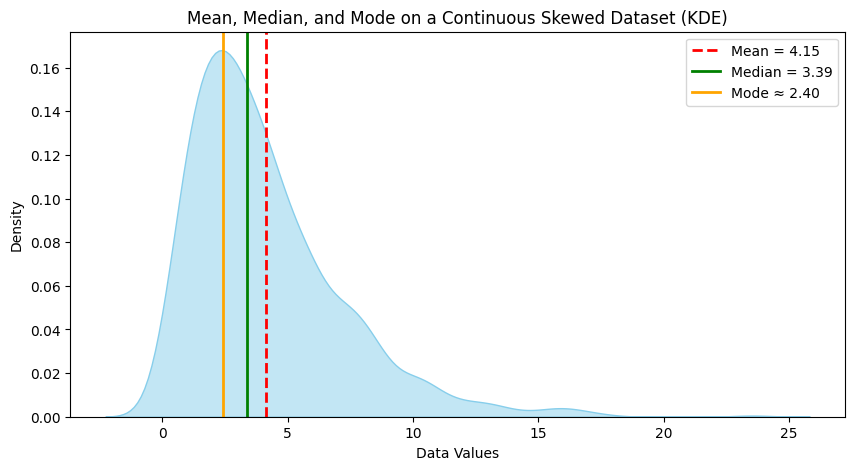 Mean, Median, and Mode on a Continuous Skewed Dataset (KDE)
Mean = 4.15
Median = 3.39
Mode ≈ 2.40
Density
0.16
0.14
0.12
0.10
0.08
0.06
0.04
0.02
0.00
0 5 10 15 20 25
Data Values